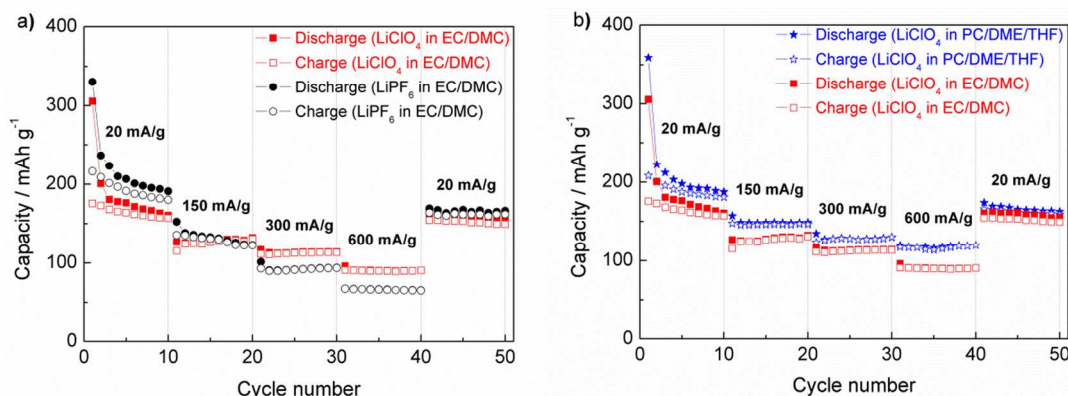 a)
400
300
200
100
0
Capacity / mAh g⁻¹
Discharge (LiClO₄ in EC/DMC)
Charge (LiClO₄ in EC/DMC)
Discharge (LiPF₆ in EC/DMC)
Charge (LiPF₆ in EC/DMC)
20 mA/g
150 mA/g
300 mA/g
600 mA/g
20 mA/g
0 10 20 30 40 50
Cycle number
b)
400
300
200
100
0
Capacity / mAh g⁻¹
Discharge (LiClO₄ in PC/DME/THF)
Charge (LiClO₄ in PC/DME/THF)
Discharge (LiClO₄ in EC/DMC)
Charge (LiClO₄ in EC/DMC)
20 mA/g
150 mA/g
300 mA/g
600 mA/g
20 mA/g
0 10 20 30 40 50
Cycle number